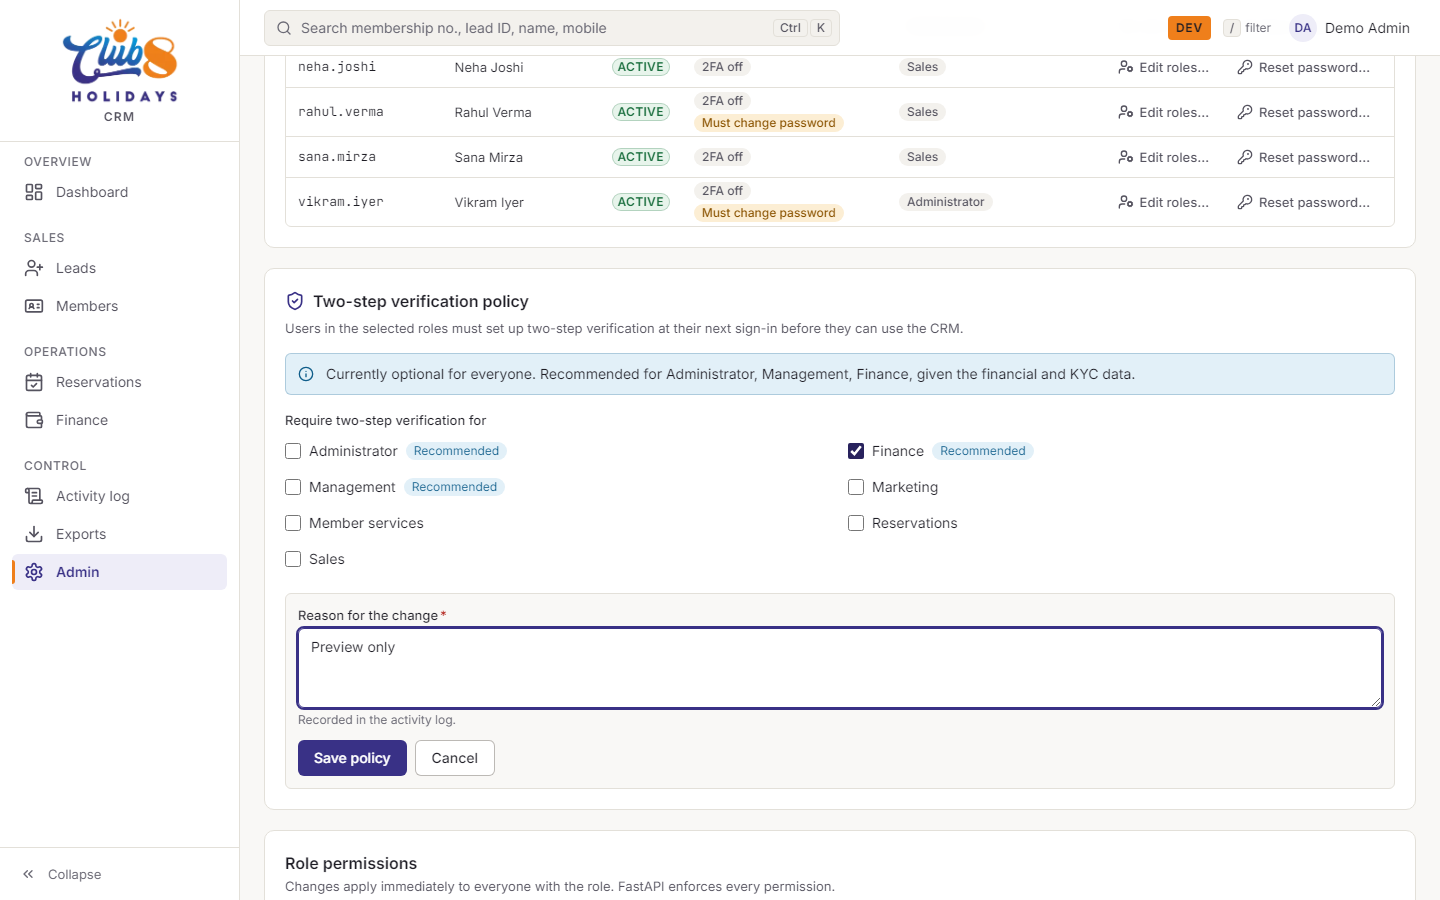 Club8
HOLIDAYS
CRM
Search membership no., lead ID, name, mobile
Ctrl K
DEV
/ filter
DA Demo Admin
OVERVIEW
Dashboard
SALES
Leads
Members
OPERATIONS
Reservations
Finance
CONTROL
Activity log
Exports
Admin
Collapse
neha.joshi Neha Joshi ACTIVE 2FA off Sales Edit roles... Reset password...
rahul.verma Rahul Verma ACTIVE 2FA off Must change password Sales Edit roles... Reset password...
sana.mirza Sana Mirza ACTIVE 2FA off Sales Edit roles... Reset password...
vikram.iyer Vikram Iyer ACTIVE 2FA off Must change password Administrator Edit roles... Reset password...
Two-step verification policy
Users in the selected roles must set up two-step verification at their next sign-in before they can use the CRM.
Currently optional for everyone. Recommended for Administrator, Management, Finance, given the financial and KYC data.
Require two-step verification for
Administrator Recommended
Finance Recommended
Management Recommended
Marketing
Member services
Reservations
Sales
Reason for the change*
Preview only
Recorded in the activity log.
Save policy
Cancel
Role permissions
Changes apply immediately to everyone with the role. FastAPI enforces every permission.